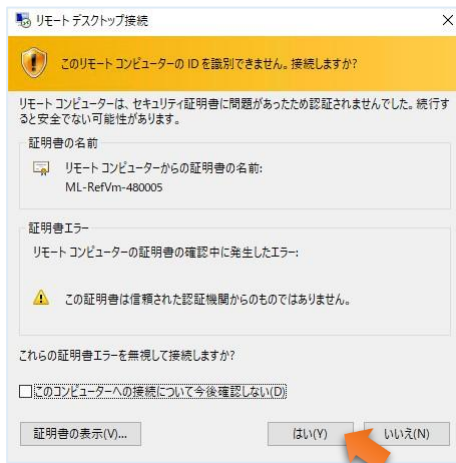 リモート デスクトップ接続
このリモート コンピューターの ID を識別できません。接続しますか?
リモート コンピューターは、セキュリティ証明書に問題があったため認証されませんでした。続行す
ると安全でない可能性があります。
証明書の名前
リモート コンピューターからの証明書の名前:
ML-RefVm-480005
証明書エラー
リモート コンピューターの証明書の確認中に発生したエラー:
この証明書は信頼された認証機関からのものではありません。
これらの証明書エラーを無視して接続しますか?
このコンピューターへの接続について今後確認しない(D)
証明書の表示(V)... はい(Y) いいえ(N)